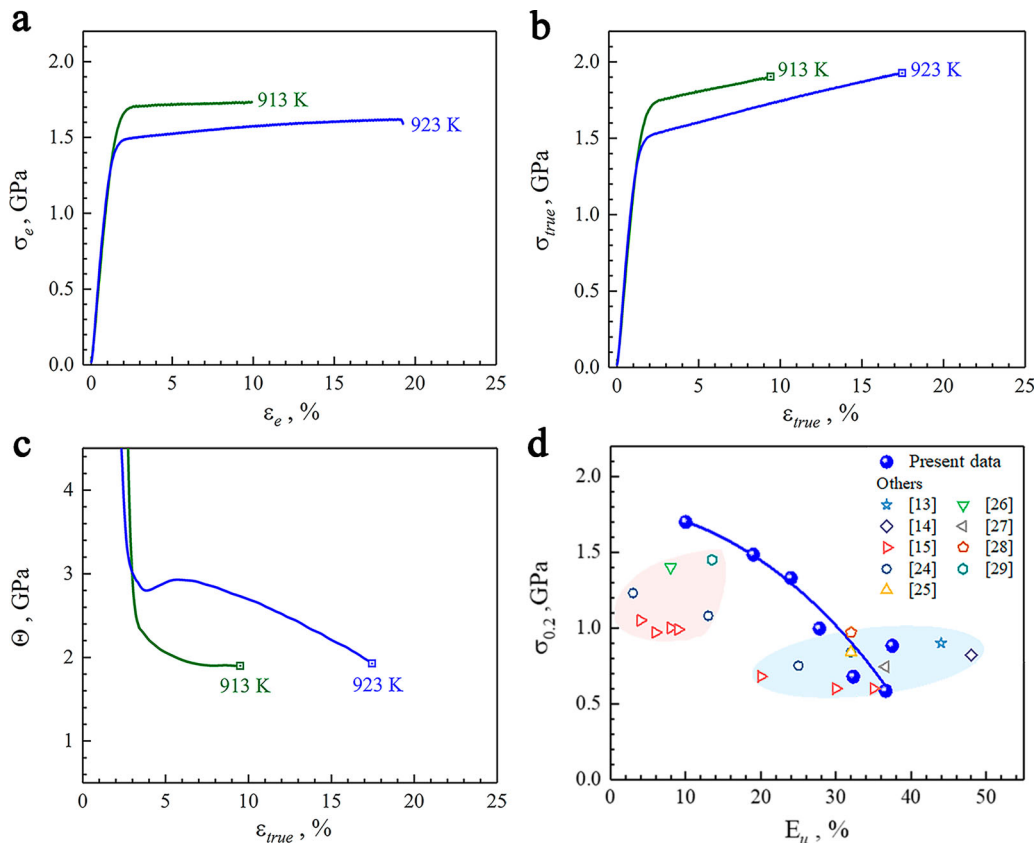 a
2.0
1.5
1.0
0.5
0.0
σe , GPa
913 K
923 K
0
5
10
15
20
25
εe , %
b
2.0
1.5
1.0
0.5
0.0
σtrue , GPa
913 K
923 K
0
5
10
15
20
25
εtrue , %
c
4
3
2
1
Θ , GPa
913 K
923 K
0
5
10
15
20
25
εtrue , %
d
2.0
1.5
1.0
0.5
0.0
σ0.2 , GPa
Present data
Others
[13] [26]
[14] [27]
[15] [28]
[24] [29]
[25]
0
10
20
30
40
50
Eu , %